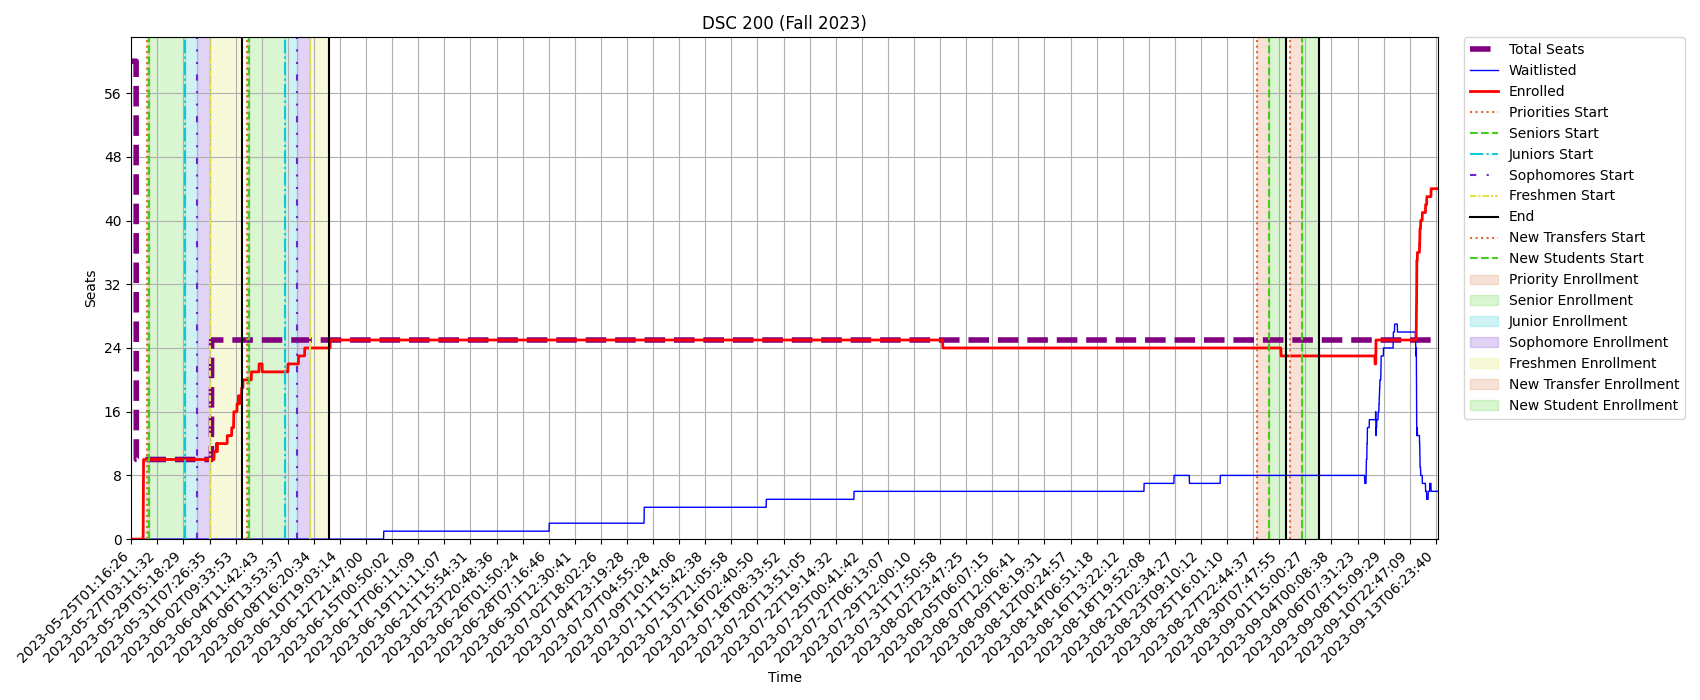 DSC 200 (Fall 2023)
Seats
56
48
40
32
24
16
8
0
2023-05-25T01:16:26
2023-05-27T03:11:32
2023-05-29T05:18:29
2023-05-31T07:26:35
2023-06-02T09:33:53
2023-06-04T11:42:43
2023-06-06T13:53:37
2023-06-08T16:20:34
2023-06-10T19:03:14
2023-06-12T21:47:00
2023-06-15T00:50:02
2023-06-17T06:11:09
2023-06-19T11:11:07
2023-06-21T15:54:31
2023-06-23T20:48:36
2023-06-26T01:50:24
2023-06-28T07:16:46
2023-06-30T12:30:41
2023-07-02T18:02:26
2023-07-04T23:19:28
2023-07-07T04:55:28
2023-07-09T10:14:06
2023-07-11T15:42:38
2023-07-13T21:05:58
2023-07-16T02:40:50
2023-07-18T08:33:52
2023-07-20T13:51:05
2023-07-22T19:14:32
2023-07-25T00:41:42
2023-07-27T06:13:07
2023-07-29T12:00:10
2023-07-31T17:50:58
2023-08-02T23:47:25
2023-08-05T06:07:15
2023-08-07T12:06:41
2023-08-09T18:19:31
2023-08-12T00:24:57
2023-08-14T06:51:18
2023-08-16T13:22:12
2023-08-18T19:52:08
2023-08-21T02:34:27
2023-08-23T09:10:12
2023-08-25T16:01:10
2023-08-27T22:44:37
2023-08-30T07:47:55
2023-09-01T15:00:27
2023-09-04T00:08:38
2023-09-06T07:31:23
2023-09-08T15:09:29
2023-09-10T22:47:09
2023-09-13T06:23:40
Time
Total Seats
Waitlisted
Enrolled
Priorities Start
Seniors Start
Juniors Start
Sophomores Start
Freshmen Start
End
New Transfers Start
New Students Start
Priority Enrollment
Senior Enrollment
Junior Enrollment
Sophomore Enrollment
Freshmen Enrollment
New Transfer Enrollment
New Student Enrollment